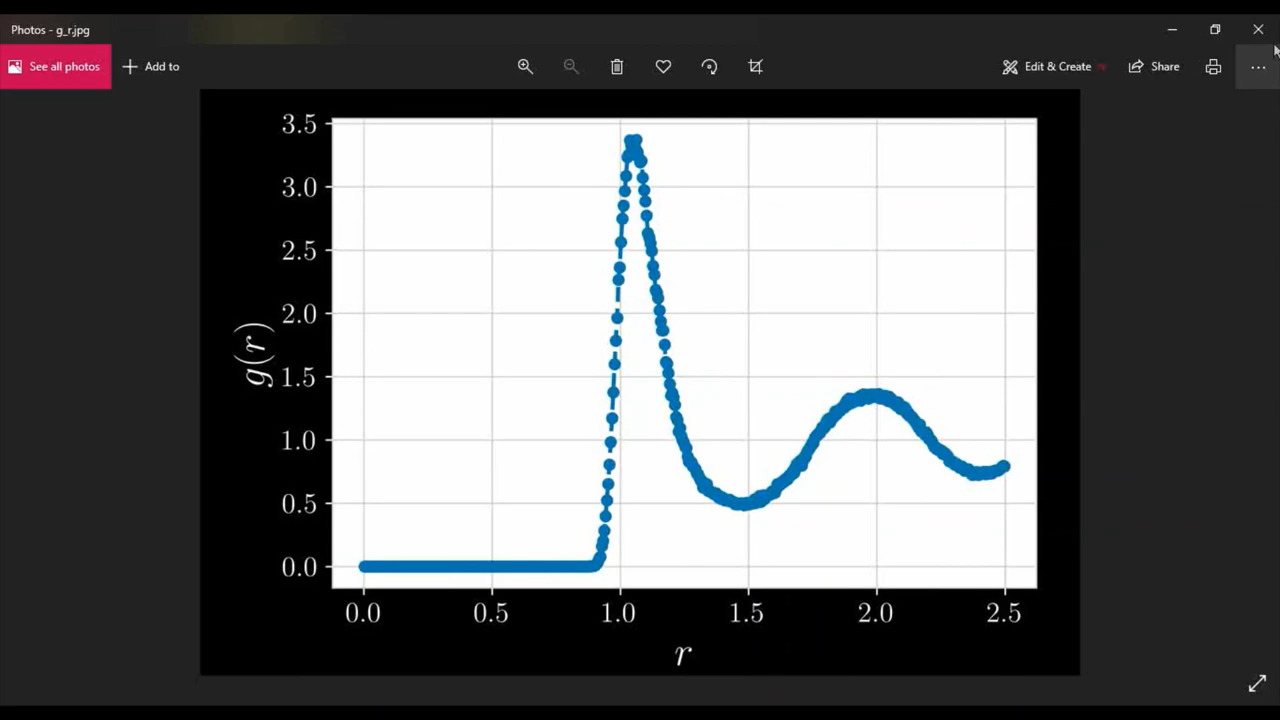 Photos - g_r.jpg
See all photos
Add to
Edit & Create
Share
3.5
3.0
2.5
2.0
1.5
1.0
0.5
0.0
g(r)
0.0 0.5 1.0 1.5 2.0 2.5
r